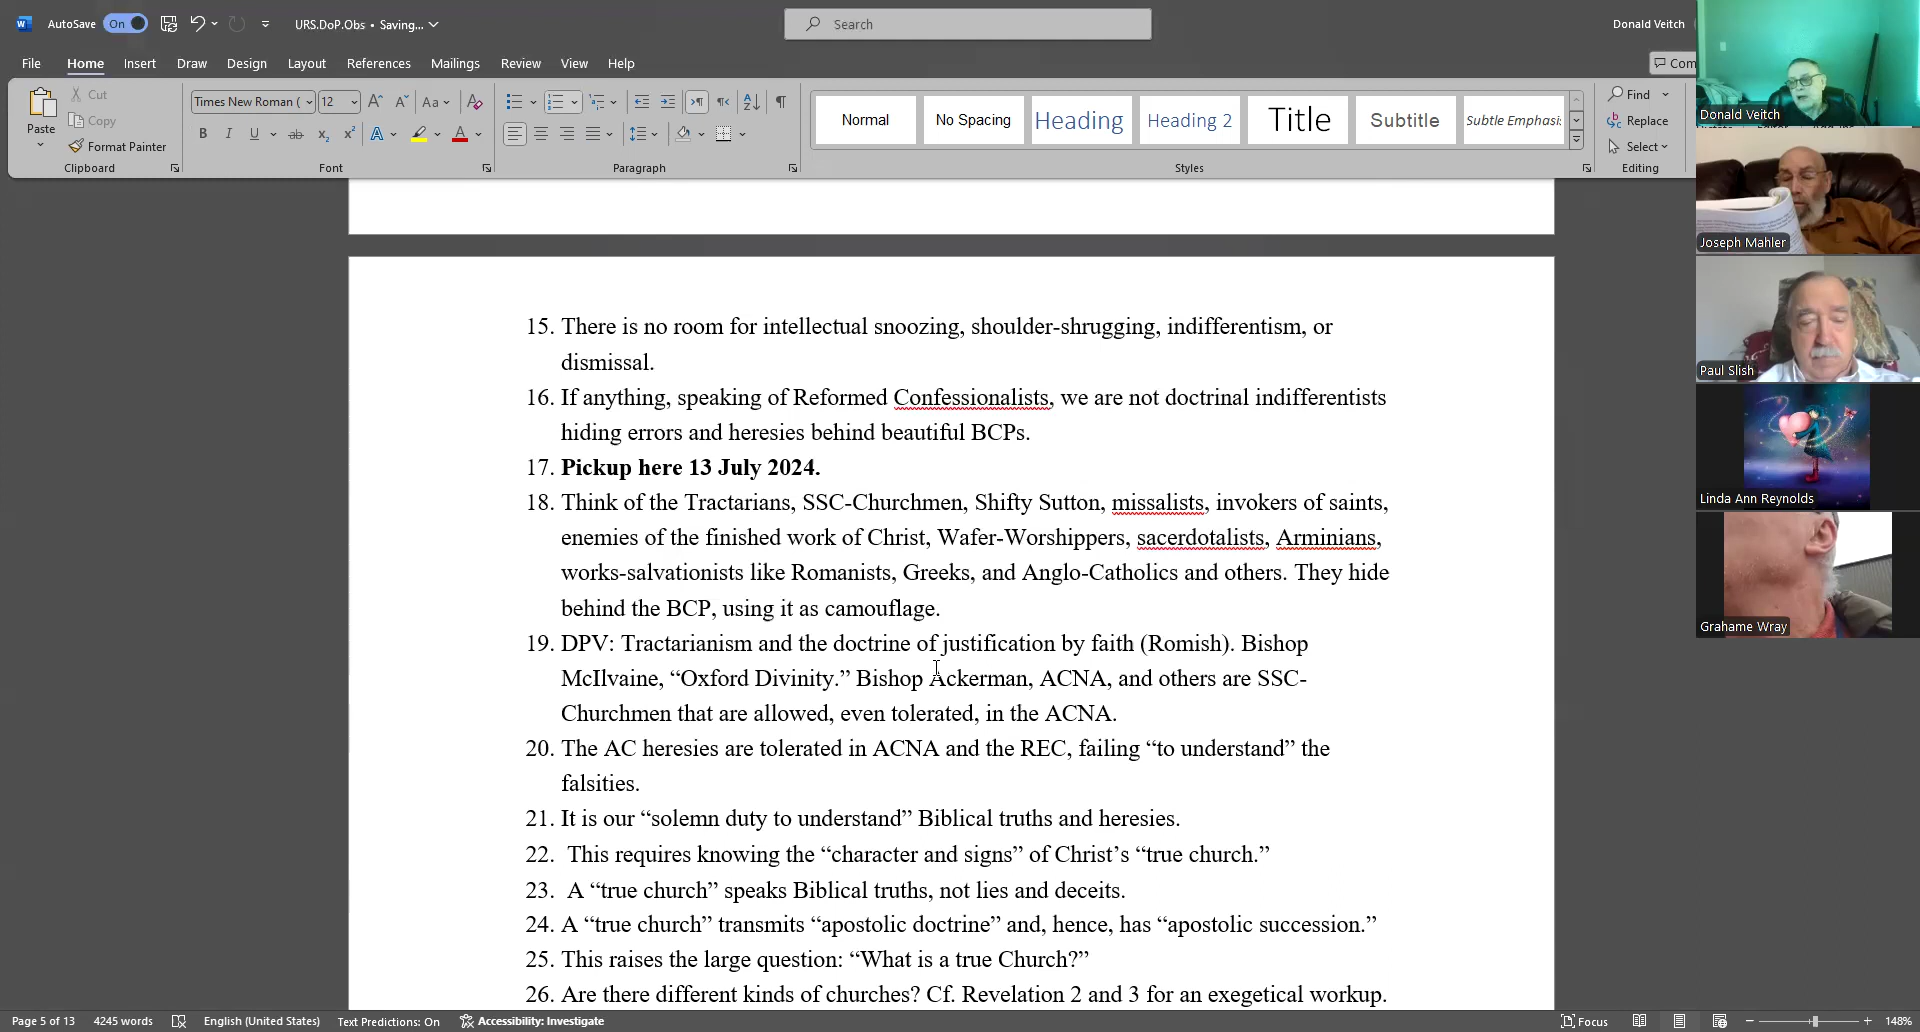 AutoSave On URS.DoP.Obs • Saving... Search Donald Veitch
File Home Insert Draw Design Layout References Mailings Review View Help
Paste Cut Copy Format Painter
Times New Roman ( 12 Aa
B I U ab x₂ x² A A
Normal No Spacing Heading Heading 2 Title Subtitle Subtle Emphasi
Find Replace Select
Clipboard Font Paragraph Styles Editing
Donald Veitch
Joseph Mahler
Paul Slish
Linda Ann Reynolds
Grahame Wray
15. There is no room for intellectual snoozing, shoulder-shrugging, indifferentism, or
dismissal.
16. If anything, speaking of Reformed Confessionalists, we are not doctrinal indifferentists
hiding errors and heresies behind beautiful BCPs.
17. Pickup here 13 July 2024.
18. Think of the Tractarians, SSC-Churchmen, Shifty Sutton, missalists, invokers of saints,
enemies of the finished work of Christ, Wafer-Worshippers, sacerdotalists, Arminians,
works-salvationists like Romanists, Greeks, and Anglo-Catholics and others. They hide
behind the BCP, using it as camouflage.
19. DPV: Tractarianism and the doctrine of justification by faith (Romish). Bishop
McIlvaine, “Oxford Divinity.” Bishop Ackerman, ACNA, and others are SSC-
Churchmen that are allowed, even tolerated, in the ACNA.
20. The AC heresies are tolerated in ACNA and the REC, failing “to understand” the
falsities.
21. It is our “solemn duty to understand” Biblical truths and heresies.
22. This requires knowing the “character and signs” of Christ’s “true church.”
23. A “true church” speaks Biblical truths, not lies and deceits.
24. A “true church” transmits “apostolic doctrine” and, hence, has “apostolic succession.”
25. This raises the large question: “What is a true Church?”
26. Are there different kinds of churches? Cf. Revelation 2 and 3 for an exegetical workup.
Page 5 of 13 4245 words English (United States) Text Predictions: On Accessibility: Investigate Focus 148%